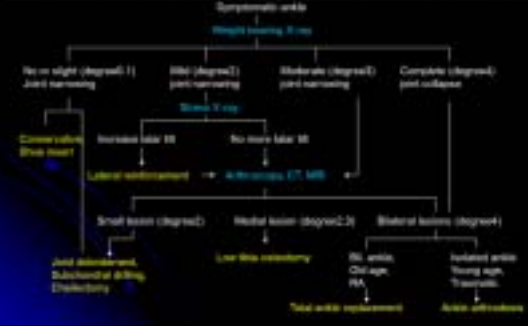 Symptomatic ankle
Weight bearing X-ray
No or slight (degree0.1)
Joint narrowing
Mild (degree2)
joint narrowing
Moderate (degree3)
joint narrowing
Complete (degree4)
joint collapse
Stress X-ray
Conservative
Shoe insert
Increase talar tilt
No more talar tilt
Lateral reinforcement
Arthroscopy, CT, MRI
Small lesion (degree2)
Medial lesion (degree2,3)
Bilateral lesions (degree4)
Joint debridement,
Subchondral drilling,
Cheilectomy
Low tibia osteotomy
Bil. ankle,
Old age,
RA
Isolated ankle
Young age,
Traumatic
Total ankle replacement
Ankle arthrodesis